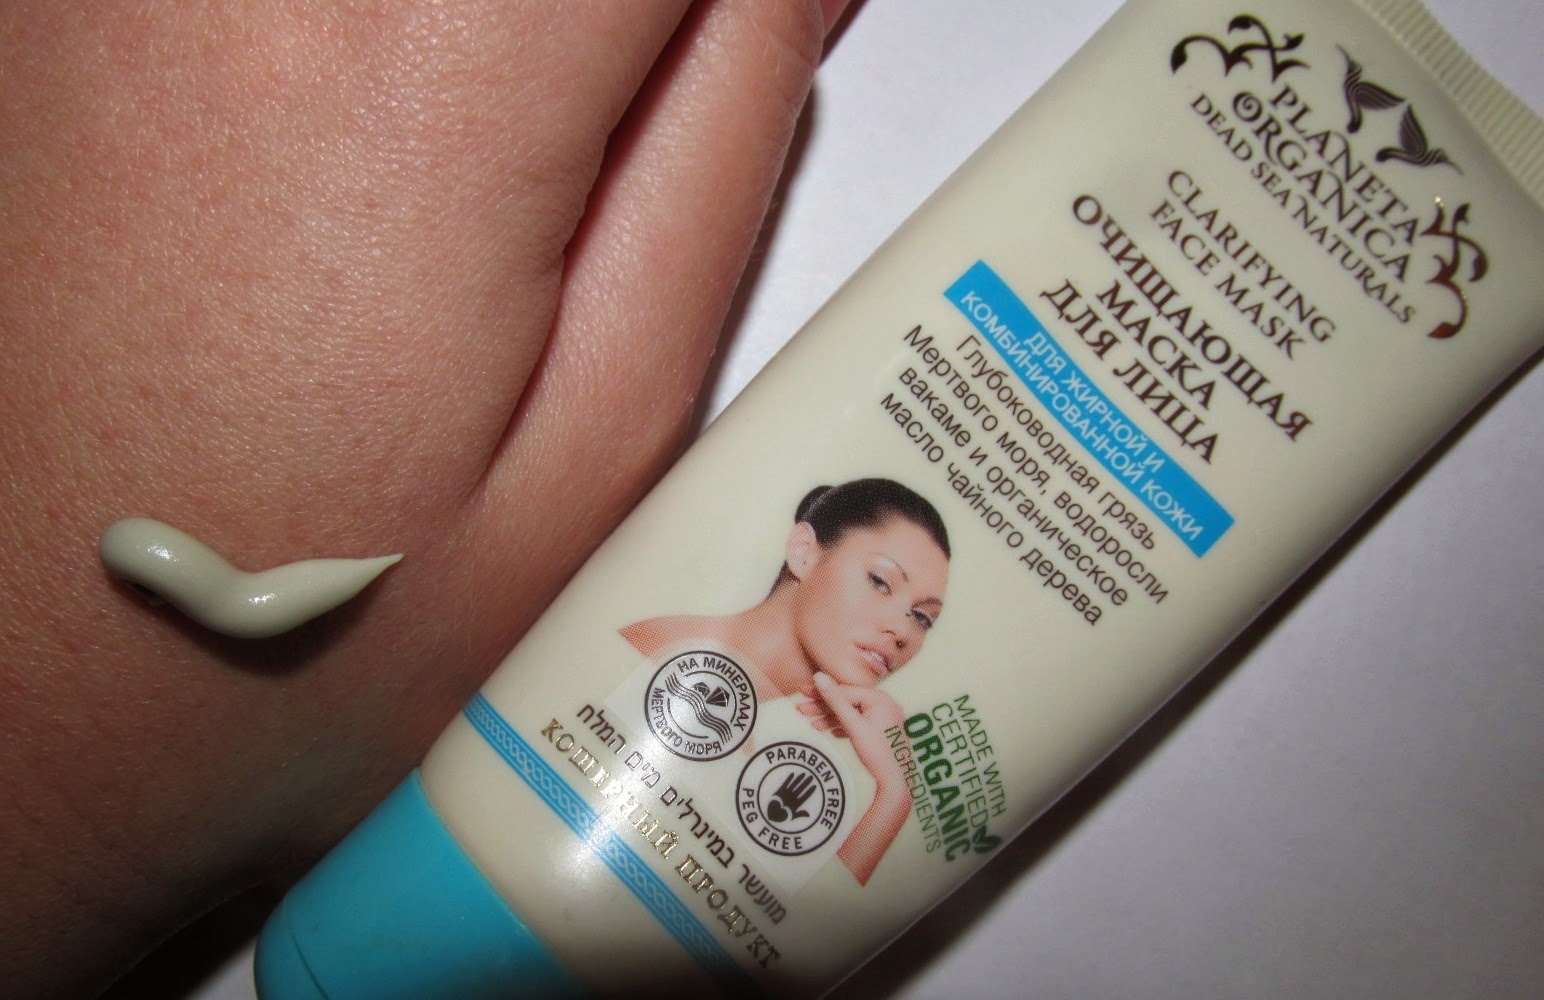 PLANETA
ORGANICA
DEAD SEA NATURALS
CLARIFYING
FACE MASK
ОЧИЩАЮЩАЯ
МАСКА
ДЛЯ ЛИЦА
ДЛЯ ЖИРНОЙ И
КОМБИНИРОВАННОЙ КОЖИ
Глубоководная грязь
Мертвого моря, водоросли
вакаме и органическое
масло чайного дерева
НА МИНЕРАЛАХ
МЕРТВОГО МОРЯ
PARABEN FREE
PEG FREE
MADE WITH
CERTIFIED
ORGANIC
INGREDIENTS
מועשר במינרלים מים המלח
КОШЕРНЫЙ ПРОДУКТ